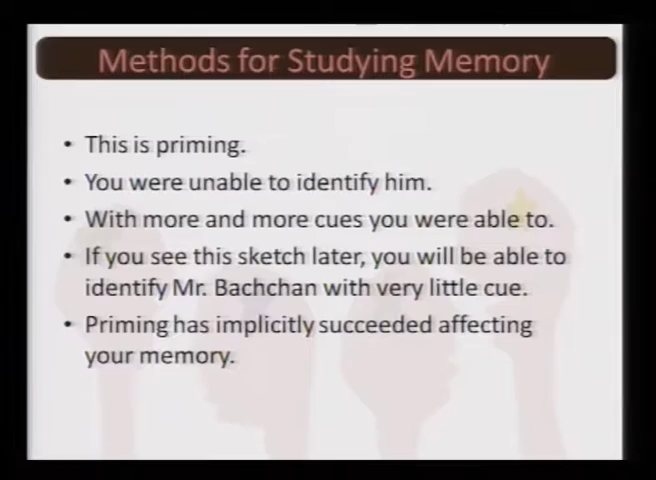 Methods for Studying Memory
• This is priming.
• You were unable to identify him.
• With more and more cues you were able to.
• If you see this sketch later, you will be able to
identify Mr. Bachchan with very little cue.
• Priming has implicitly succeeded affecting
your memory.